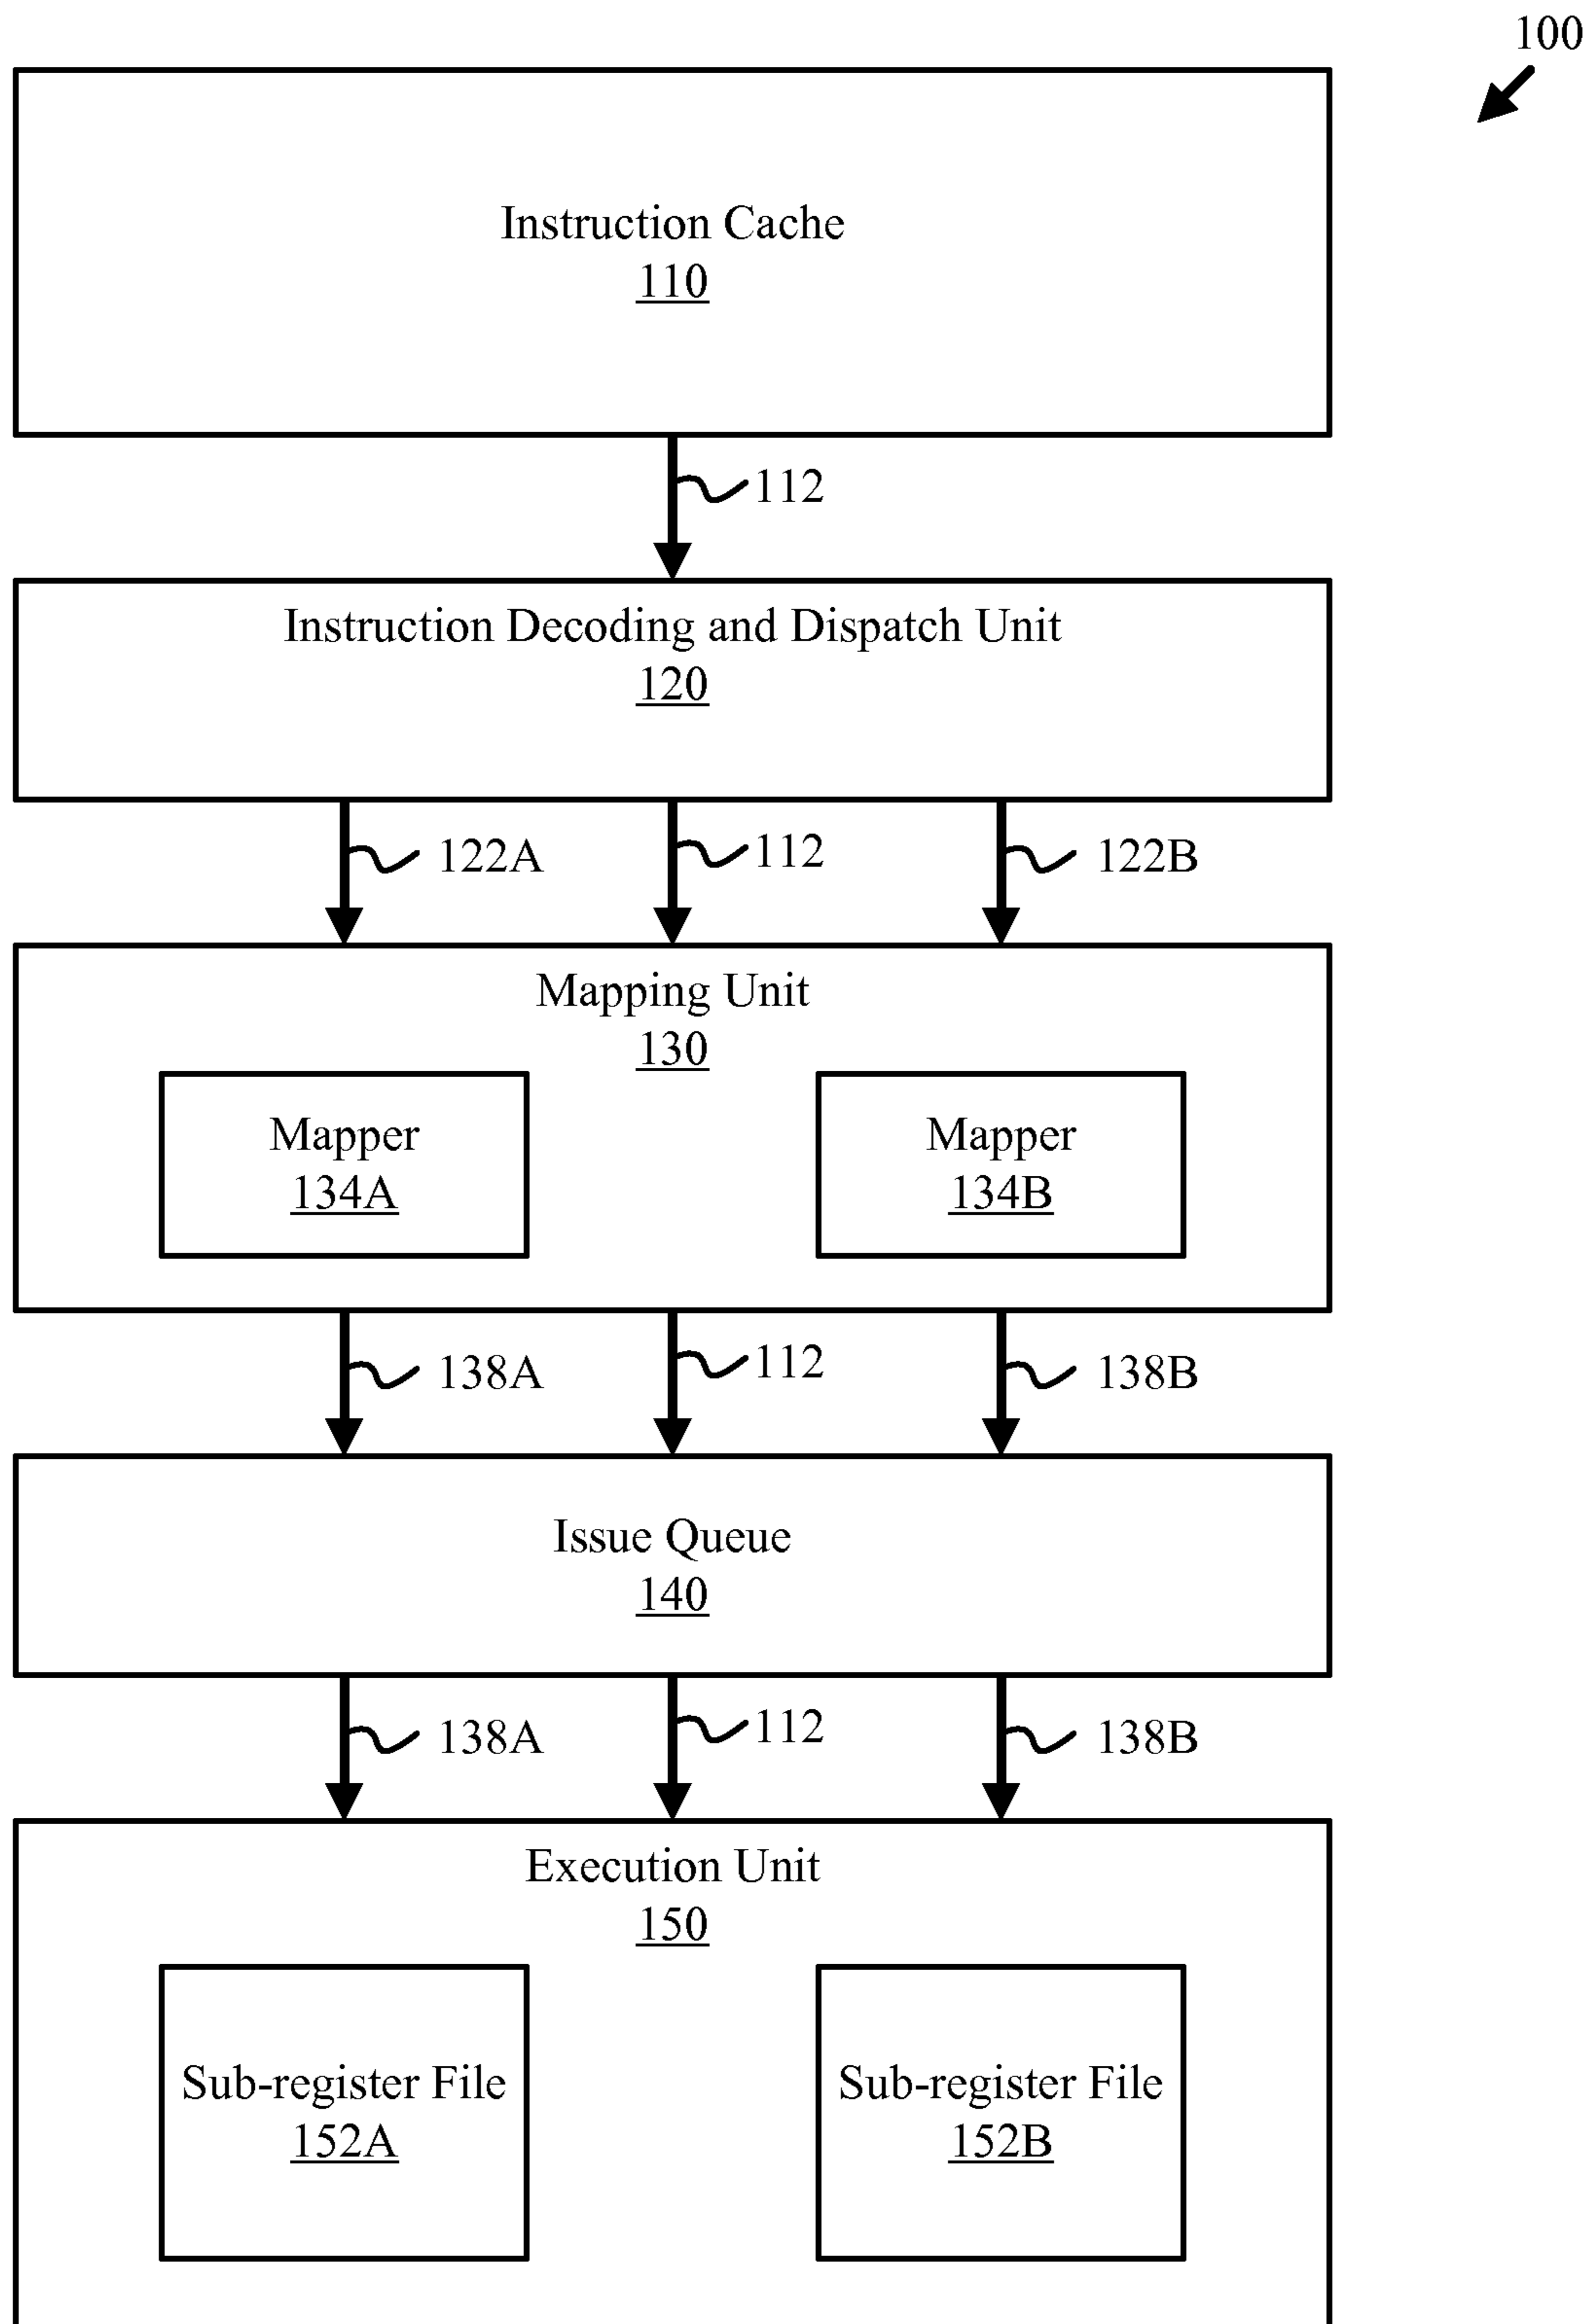 100
Instruction Cache
110
112
Instruction Decoding and Dispatch Unit
120
122A
112
122B
Mapping Unit
130
Mapper
134A
Mapper
134B
138A
112
138B
Issue Queue
140
138A
112
138B
Execution Unit
150
Sub-register File
152A
Sub-register File
152B